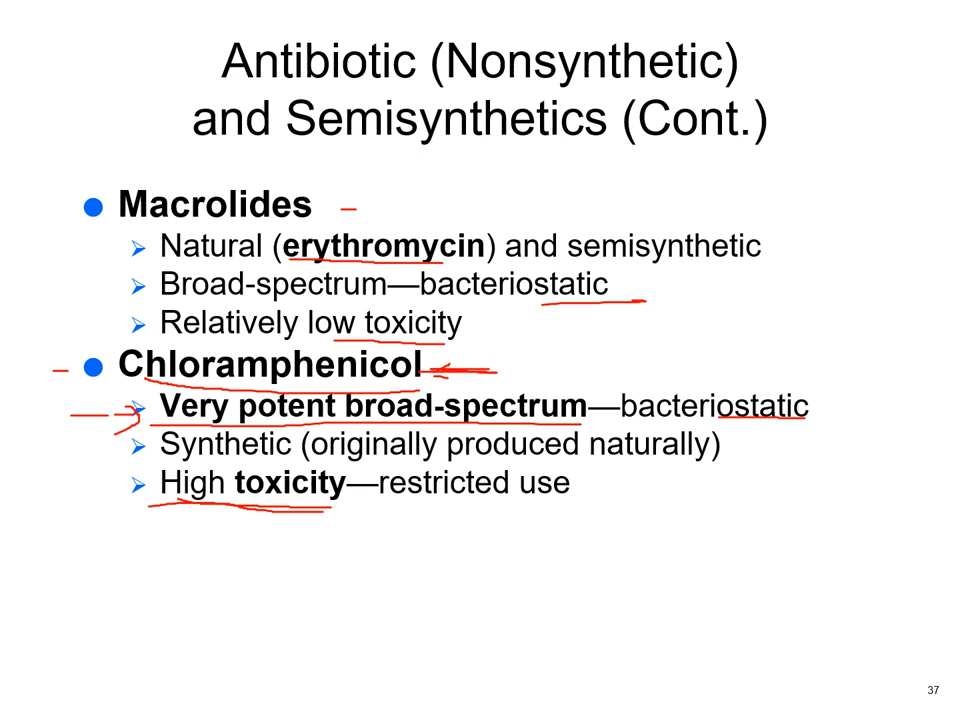 Antibiotic (Nonsynthetic)
and Semisynthetics (Cont.)
Macrolides
Natural (erythromycin) and semisynthetic
Broad-spectrum—bacteriostatic
Relatively low toxicity
Chloramphenicol
Very potent broad-spectrum—bacteriostatic
Synthetic (originally produced naturally)
High toxicity—restricted use
37